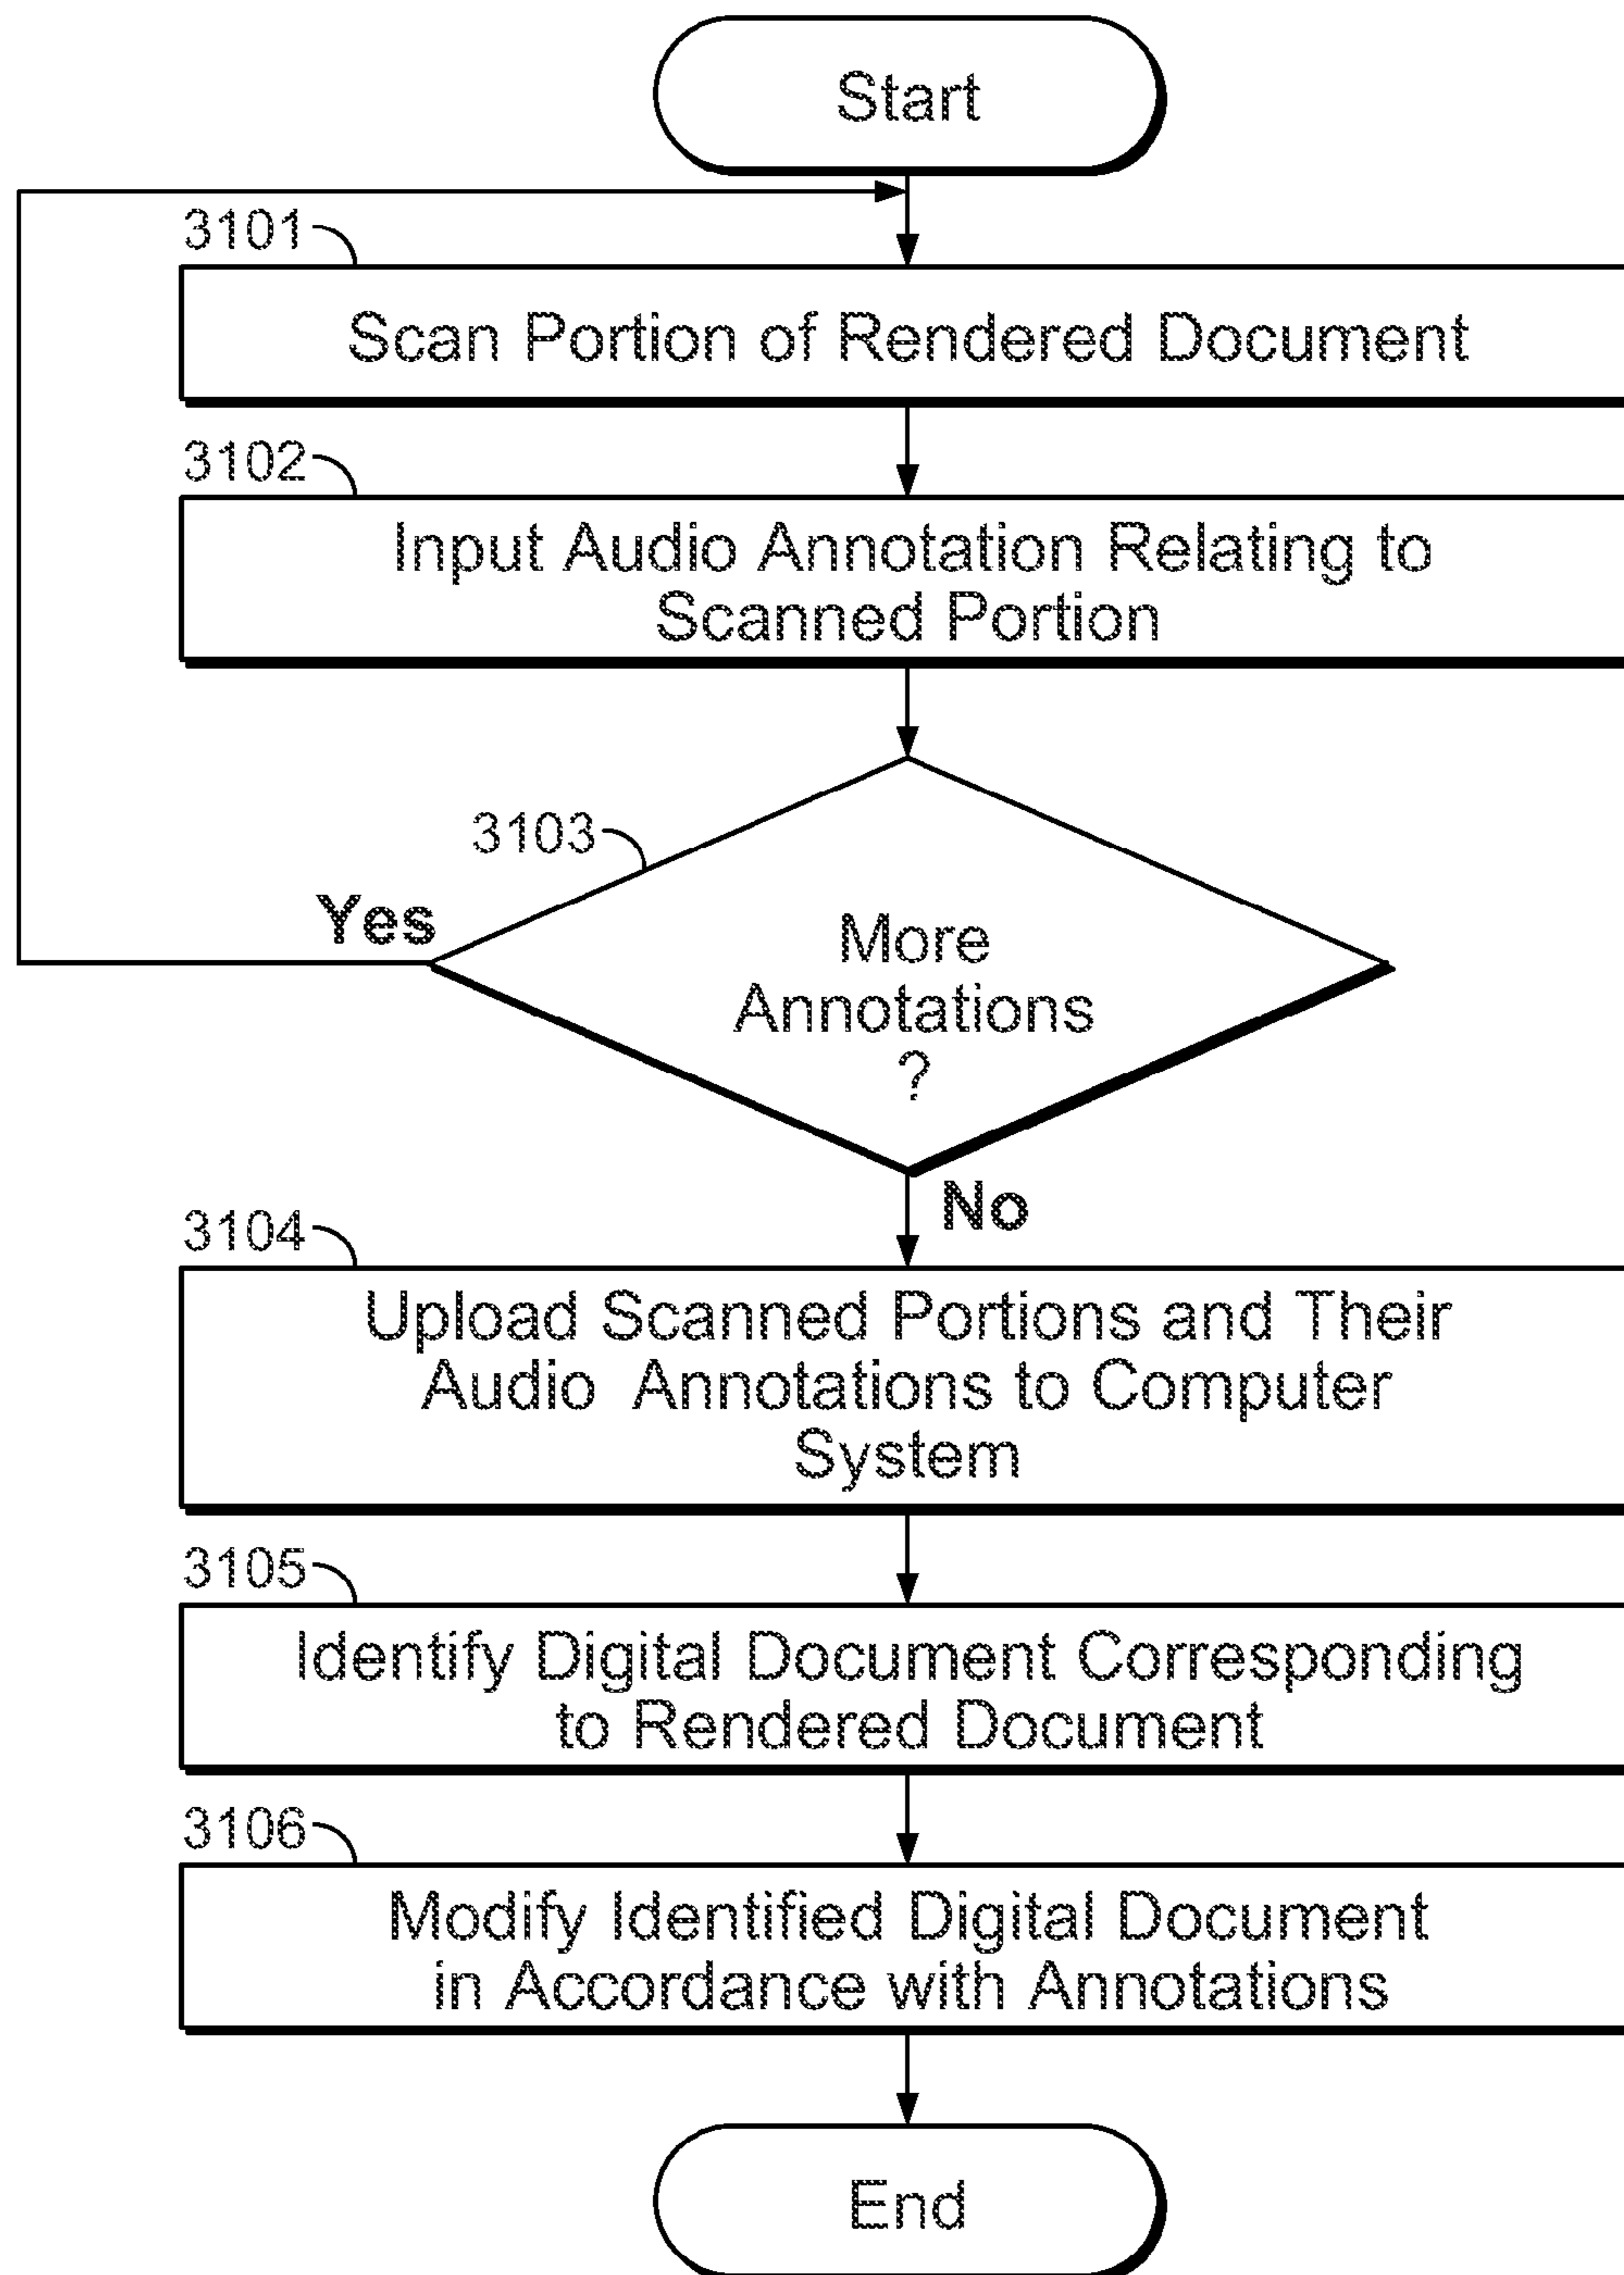 Start
3101
Scan Portion of Rendered Document
3102
Input Audio Annotation Relating to
Scanned Portion
3103
Yes
More
Annotations
?
No
3104
Upload Scanned Portions and Their
Audio Annotations to Computer
System
3105
Identify Digital Document Corresponding
to Rendered Document
3106
Modify Identified Digital Document
in Accordance with Annotations
End